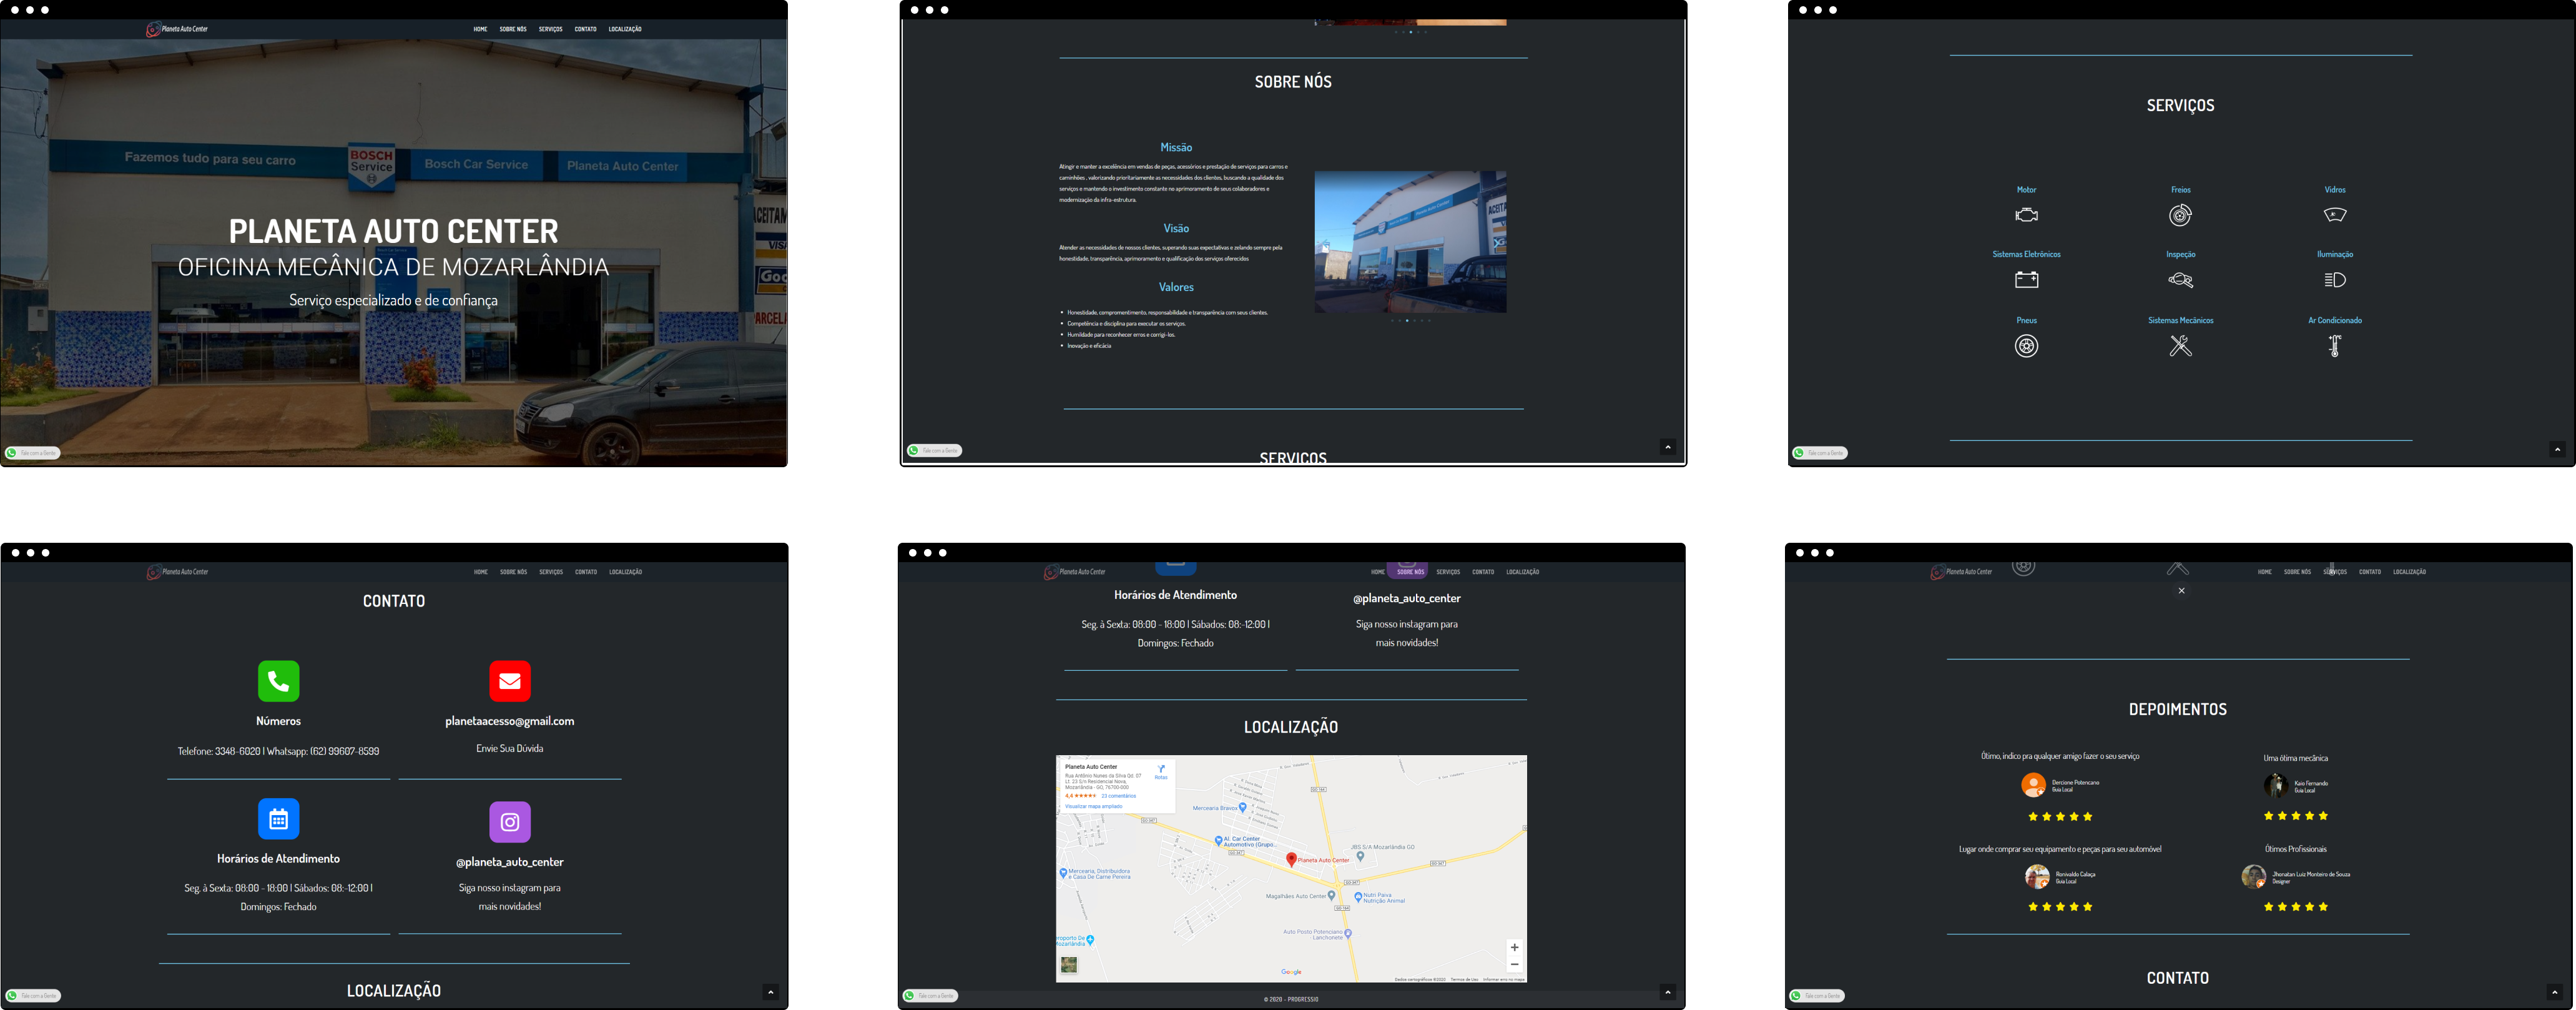 Planeta Auto Center
HOME SOBRE NÓS SERVIÇOS CONTATO LOCALIZAÇÃO
Fazemos tudo para seu carro
BOSCH
Service
Bosch Car Service
Planeta Auto Center
ACEITAM
VISA
PLANETA AUTO CENTER
OFICINA MECÂNICA DE MOZARLÂNDIA
Serviço especializado e de confiança
Fale com a Gente
SOBRE NÓS
Missão
Atingir e manter a excelência em vendas de peças, acessórios e prestação de serviços para carros e
caminhões , valorizando prioritariamente as necessidades dos clientes, buscando a qualidade dos
serviços e mantendo o investimento constante no aprimoramento de seus colaboradores e
modernização da infra-estrutura.
Visão
Atender as necessidades de nossos clientes, superando suas expectativas e zelando sempre pela
honestidade, transparência, aprimoramento e qualificação dos serviços oferecidos
Valores
Honestidade, comprometimento, responsabilidade e transparência com seus clientes.
Competência e disciplina para executar os serviços.
Humildade para reconhecer erros e corrigi-los.
Inovação e eficácia
SERVIÇOS
Fale com a Gente
SERVIÇOS
Motor
Freios
Vidros
Sistemas Eletrônicos
Inspeção
Iluminação
Pneus
Sistemas Mecânicos
Ar Condicionado
Fale com a Gente
Planeta Auto Center
HOME SOBRE NÓS SERVIÇOS CONTATO LOCALIZAÇÃO
CONTATO
Números
Telefone: 3348-6020 | Whatsapp: (62) 99607-8599
planetaacesso@gmail.com
Envie Sua Dúvida
Horários de Atendimento
Seg. à Sexta: 08:00 - 18:00 | Sábados: 08:-12:00 |
Domingos: Fechado
@planeta_auto_center
Siga nosso instagram para
mais novidades!
LOCALIZAÇÃO
Fale com a Gente
Planeta Auto Center
HOME SOBRE NÓS SERVIÇOS CONTATO LOCALIZAÇÃO
Horários de Atendimento
Seg. à Sexta: 08:00 - 18:00 | Sábados: 08:-12:00 |
Domingos: Fechado
@planeta_auto_center
Siga nosso instagram para
mais novidades!
LOCALIZAÇÃO
Planeta Auto Center
Rua Antônio Nunes da Silva Qd. 07
Lt. 23 S/n Residencial Nova,
Mozarlândia - GO, 76700-000
4,4 23 comentários
Visualizar mapa ampliado
Rotas
Mercearia Bravos
Al. Car Center
Automotivo (Grupo...
JBS S/A Mozarlândia GO
Planeta Auto Center
Mercearia, Distribuidora
e Casa De Carne Pereira
Magalhães Auto Center
Nutri Paiva
Nutrição Animal
Auto Posto Potenciano
Lanchonete
roporto De
Mozarlândia
Google
Dados cartográficos ©2020 Termos de Uso Informar erro no mapa
© 2020 - PROGRESSIO
Fale com a Gente
Planeta Auto Center
HOME SOBRE NÓS SERVIÇOS CONTATO LOCALIZAÇÃO
DEPOIMENTOS
Ótimo, indico pra qualquer amigo fazer o seu serviço
Dercione Potencano
Guia Local
Uma ótima mecânica
Kaio Fernando
Guia Local
Lugar onde comprar seu equipamento e peças para seu automóvel
Ronivaldo Calaça
Guia Local
Ótimos Profissionais
Jhonatan Luiz Monteiro de Souza
Designer
CONTATO
Fale com a Gente